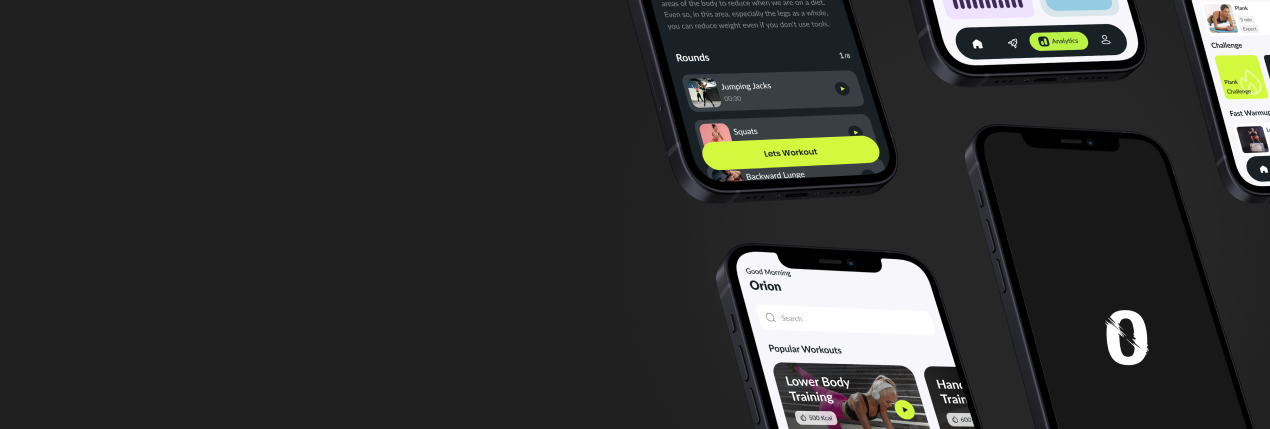 areas of the body to reduce when we are on a diet.
Even so, in this area, especially the legs as a whole,
you can reduce weight even if you don't use tools.
Rounds
1/8
Jumping Jacks
00:30
Squats
Lets Workout
Backward Lunge
Analytics
Plank
5 min
Expert
Challenge
Plank
Challenge
Fast Warmup
Good Morning
Orion
Search
Popular Workouts
Lower Body
Training
500 Kcal
Hand
Train
600
0